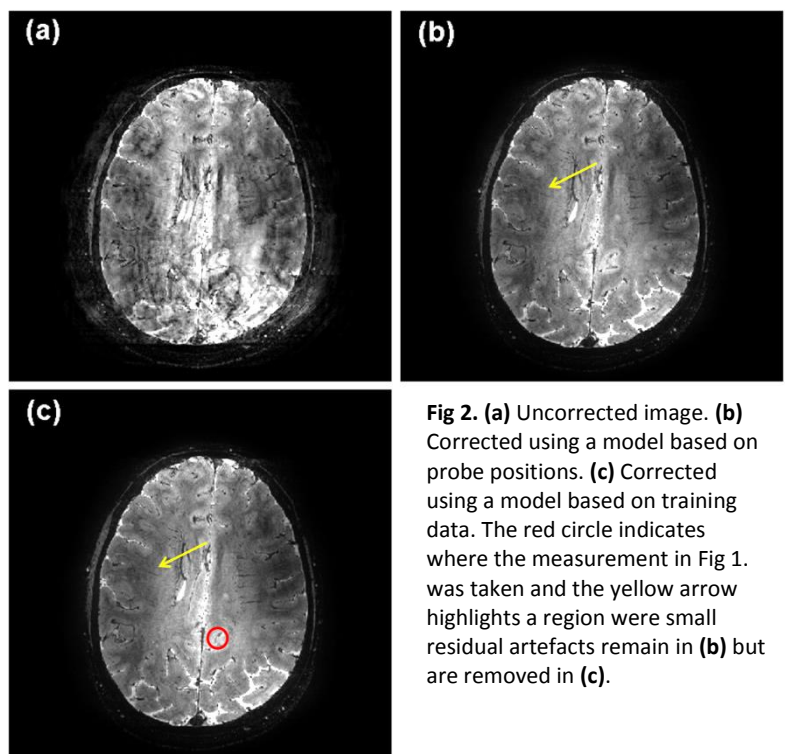 (a)
(b)
(c)
Fig 2. (a) Uncorrected image. (b)
Corrected using a model based on
probe positions. (c) Corrected
using a model based on training
data. The red circle indicates
where the measurement in Fig 1.
was taken and the yellow arrow
highlights a region were small
residual artefacts remain in (b) but
are removed in (c).